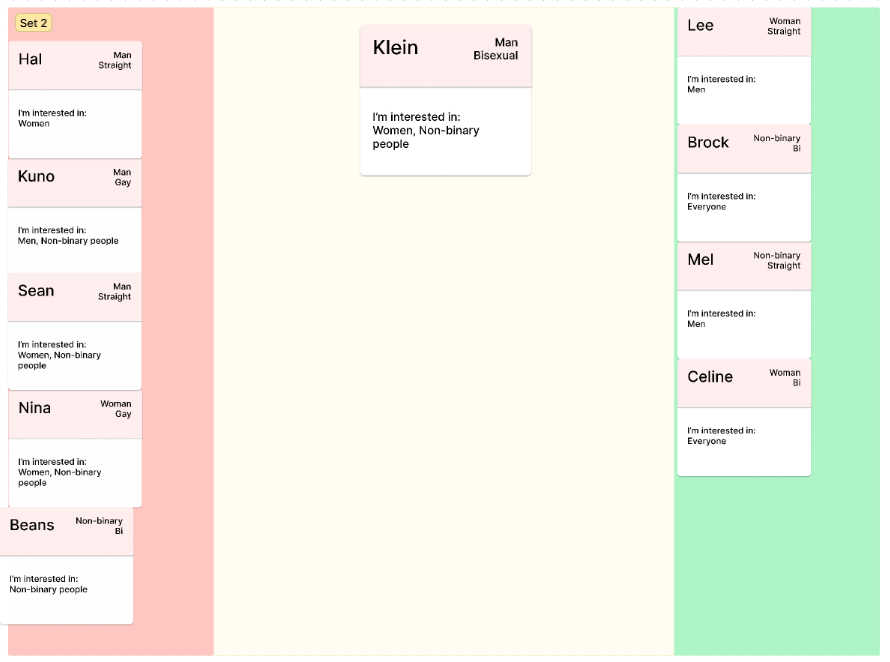 Set 2
Hal
Man
Straight
I'm interested in:
Women
Kuno
Man
Gay
I'm interested in:
Men, Non-binary people
Sean
Man
Straight
I'm interested in:
Women, Non-binary
people
Nina
Woman
Gay
I'm interested in:
Women, Non-binary
people
Beans
Non-binary
Bi
I'm interested in:
Non-binary people
Klein
Man
Bisexual
I'm interested in:
Women, Non-binary
people
Lee
Woman
Straight
I'm interested in:
Men
Brock
Non-binary
Bi
I'm interested in:
Everyone
Mel
Non-binary
Straight
I'm interested in:
Men
Celine
Woman
Bi
I'm interested in:
Everyone